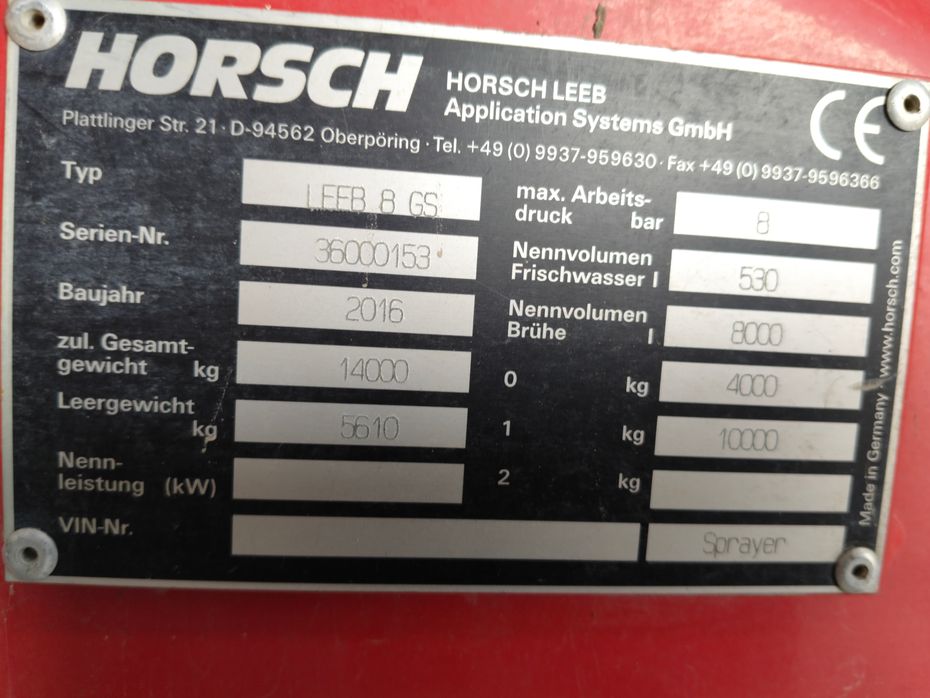 HORSCH
HORSCH LEEB
Application Systems GmbH
CE
Plattlinger Str. 21 · D-94562 Oberpöring · Tel. +49 (0) 9937-959630 · Fax +49 (0) 9937-9596366
Typ LEEB 8 GS
Serien-Nr. 36000153
Baujahr 2016
zul. Gesamt-
gewicht kg 14000
Leergewicht
kg 5610
Nenn-
leistung (kW)
VIN-Nr.
max. Arbeits-
druck bar 8
Nennvolumen
Frischwasser l 530
Nennvolumen
Brühe l 8000
0 kg 4000
1 kg 10000
2 kg
Sprayer
Made in Germany · www.horsch.com